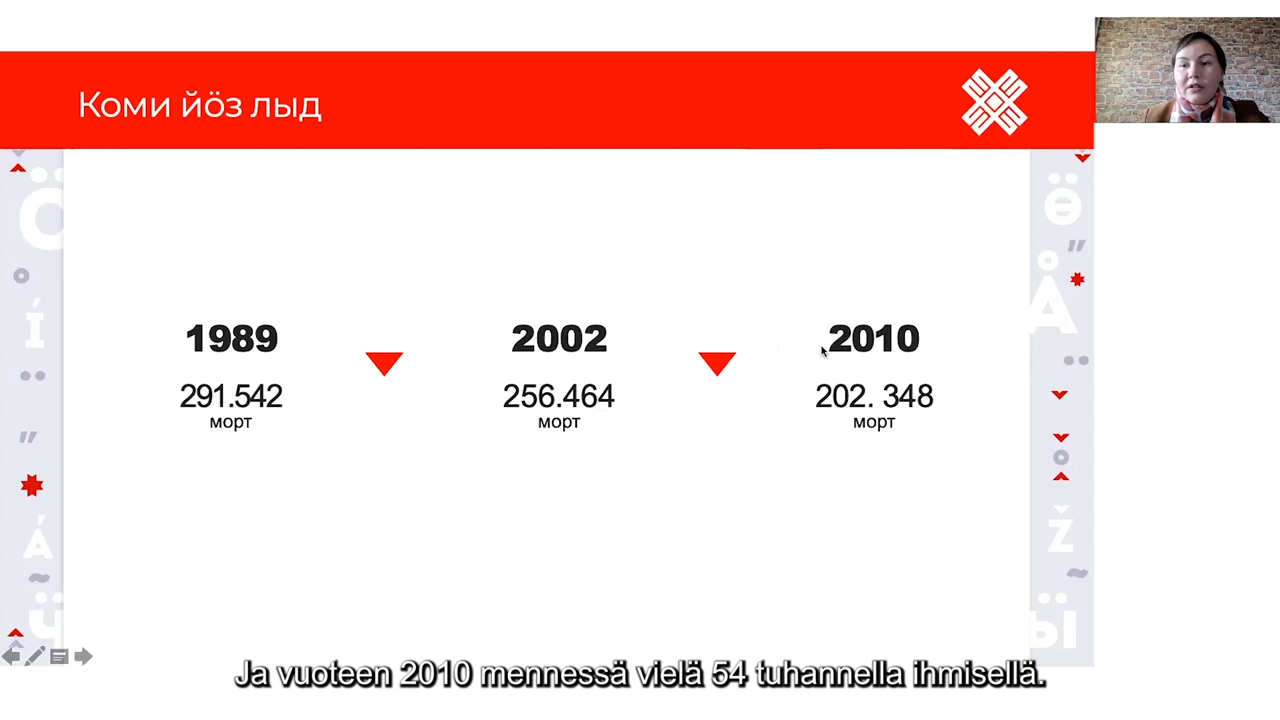 Коми йӧз лыд
1989
291.542
морт
2002
256.464
морт
2010
202. 348
морт
Ja vuoteen 2010 mennessä vielä 54 tuhannella ihmisellä.